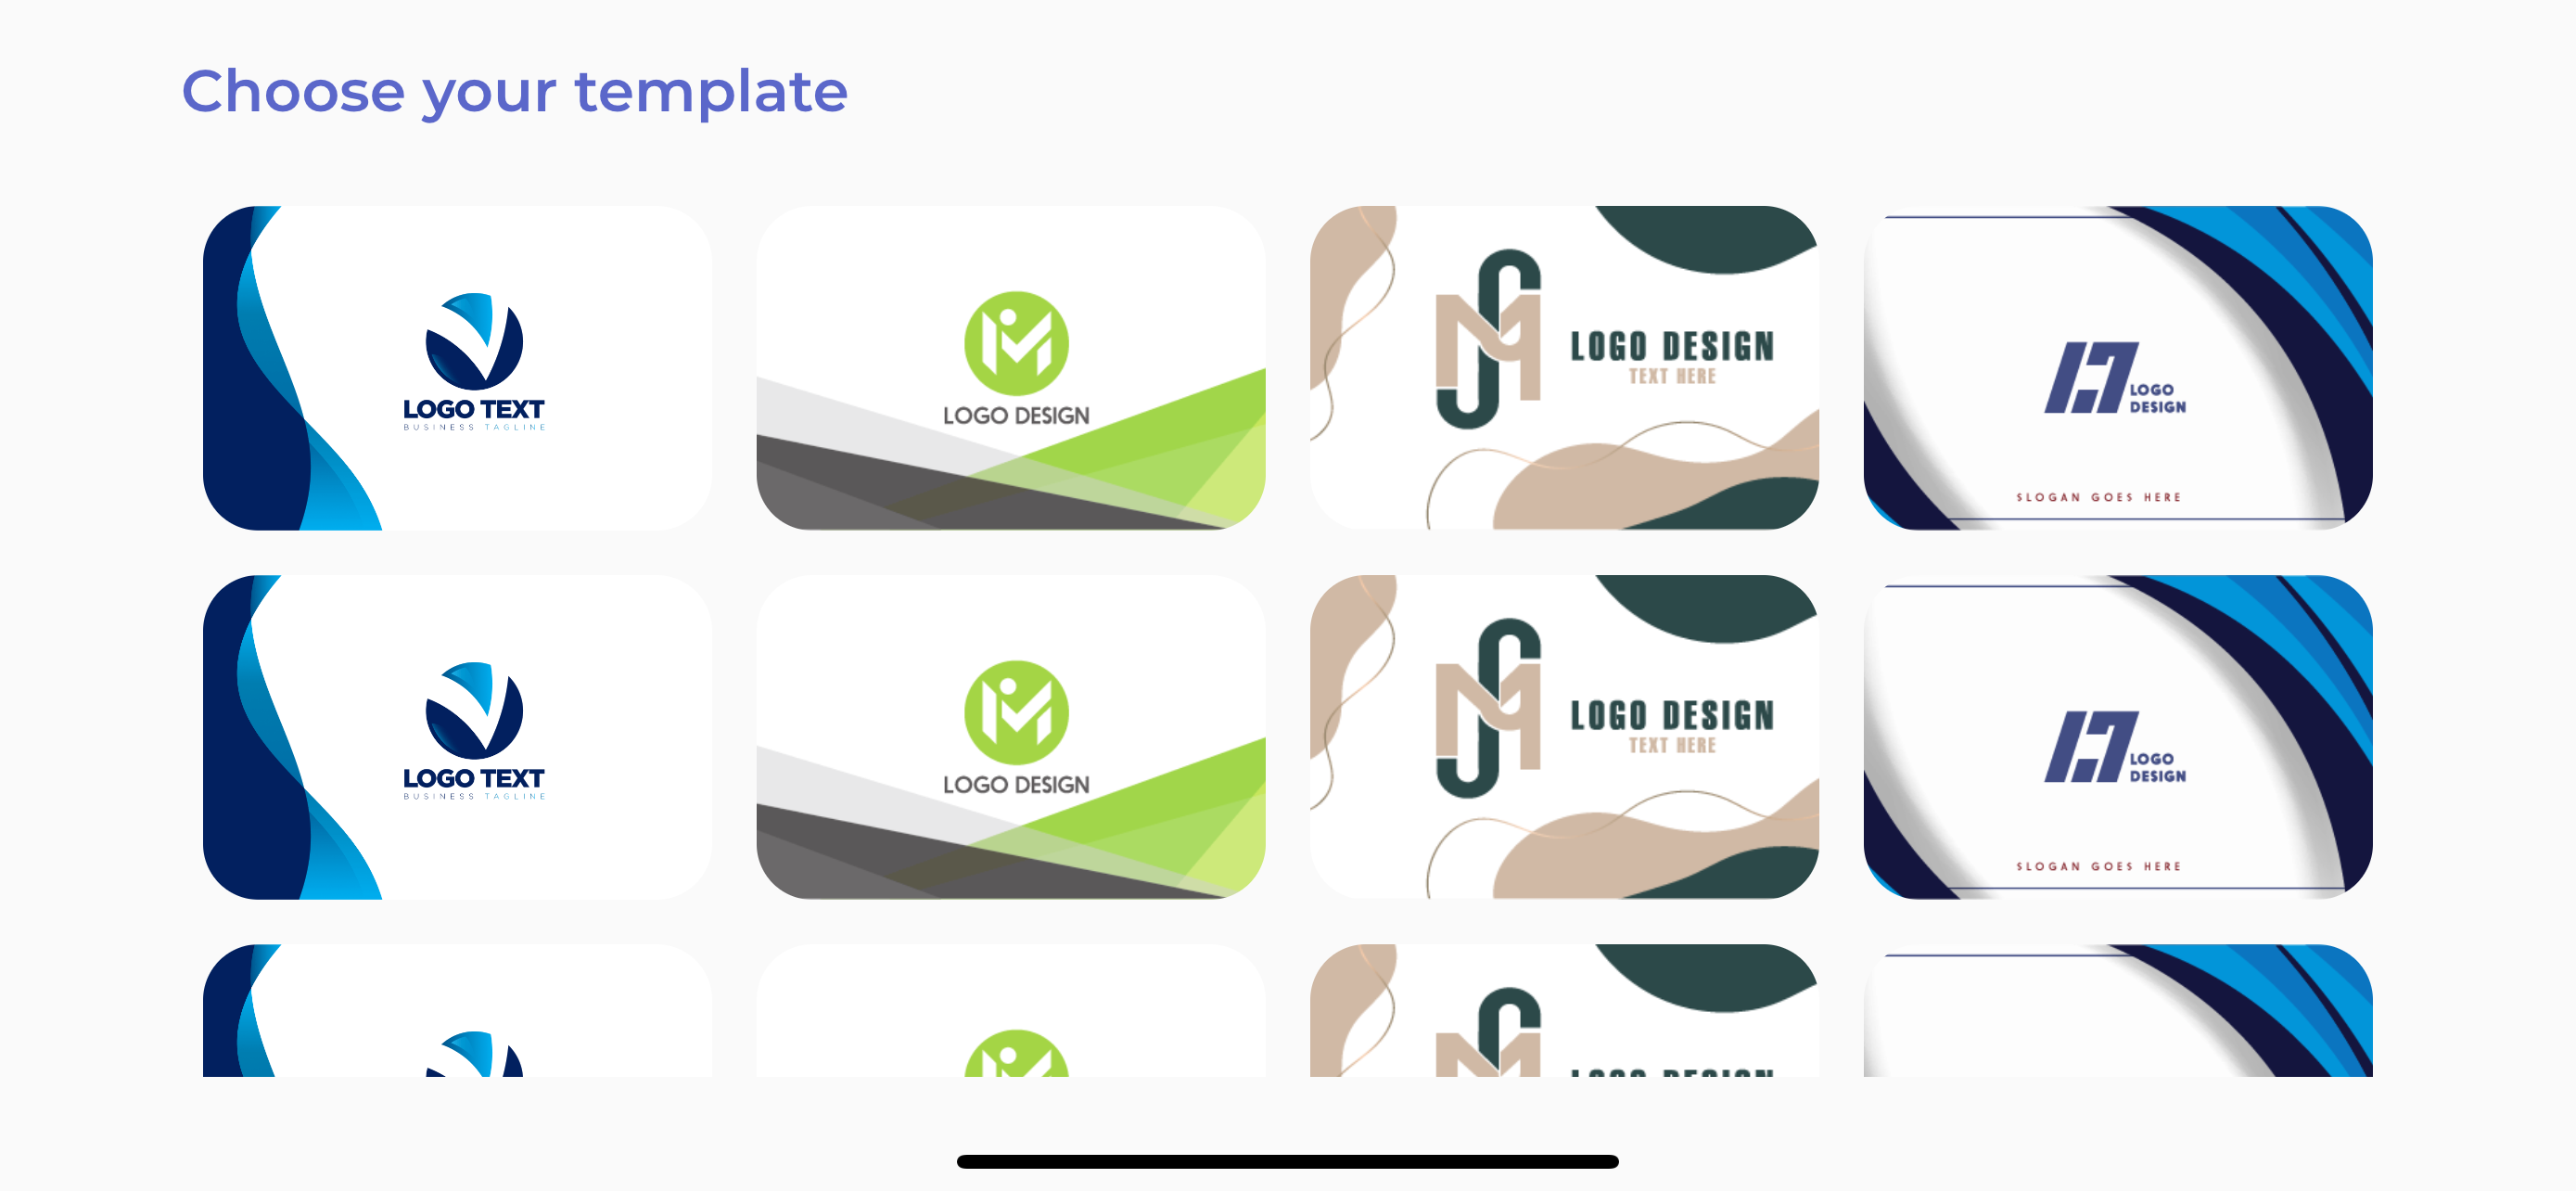 Choose your template
LOGO TEXT
BUSINESS TAGLINE
LOGO DESIGN
LOGO DESIGN
TEXT HERE
LOGO
DESIGN
SLOGAN GOES HERE
LOGO TEXT
BUSINESS TAGLINE
LOGO DESIGN
LOGO DESIGN
TEXT HERE
LOGO
DESIGN
SLOGAN GOES HERE